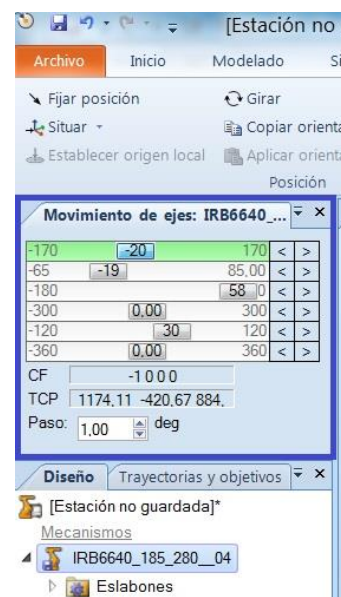 [Estación no
Archivo Inicio Modelado
Fijar posición Girar
Situar Copiar orient
Establecer origen local Aplicar orient
Posición
Movimiento de ejes: IRB6640_...
-170 -20 170 < >
-65 -19 85,00 < >
-180 58 0 < >
-300 0,00 300 < >
-120 30 120 < >
-360 0,00 360 < >
CF -1 0 0 0
TCP 1174,11 -420,67 884,
Paso: 1,00 deg
Diseño Trayectorias y objetivos
[Estación no guardada]*
Mecanismos
IRB6640_185_280__04
Eslabones